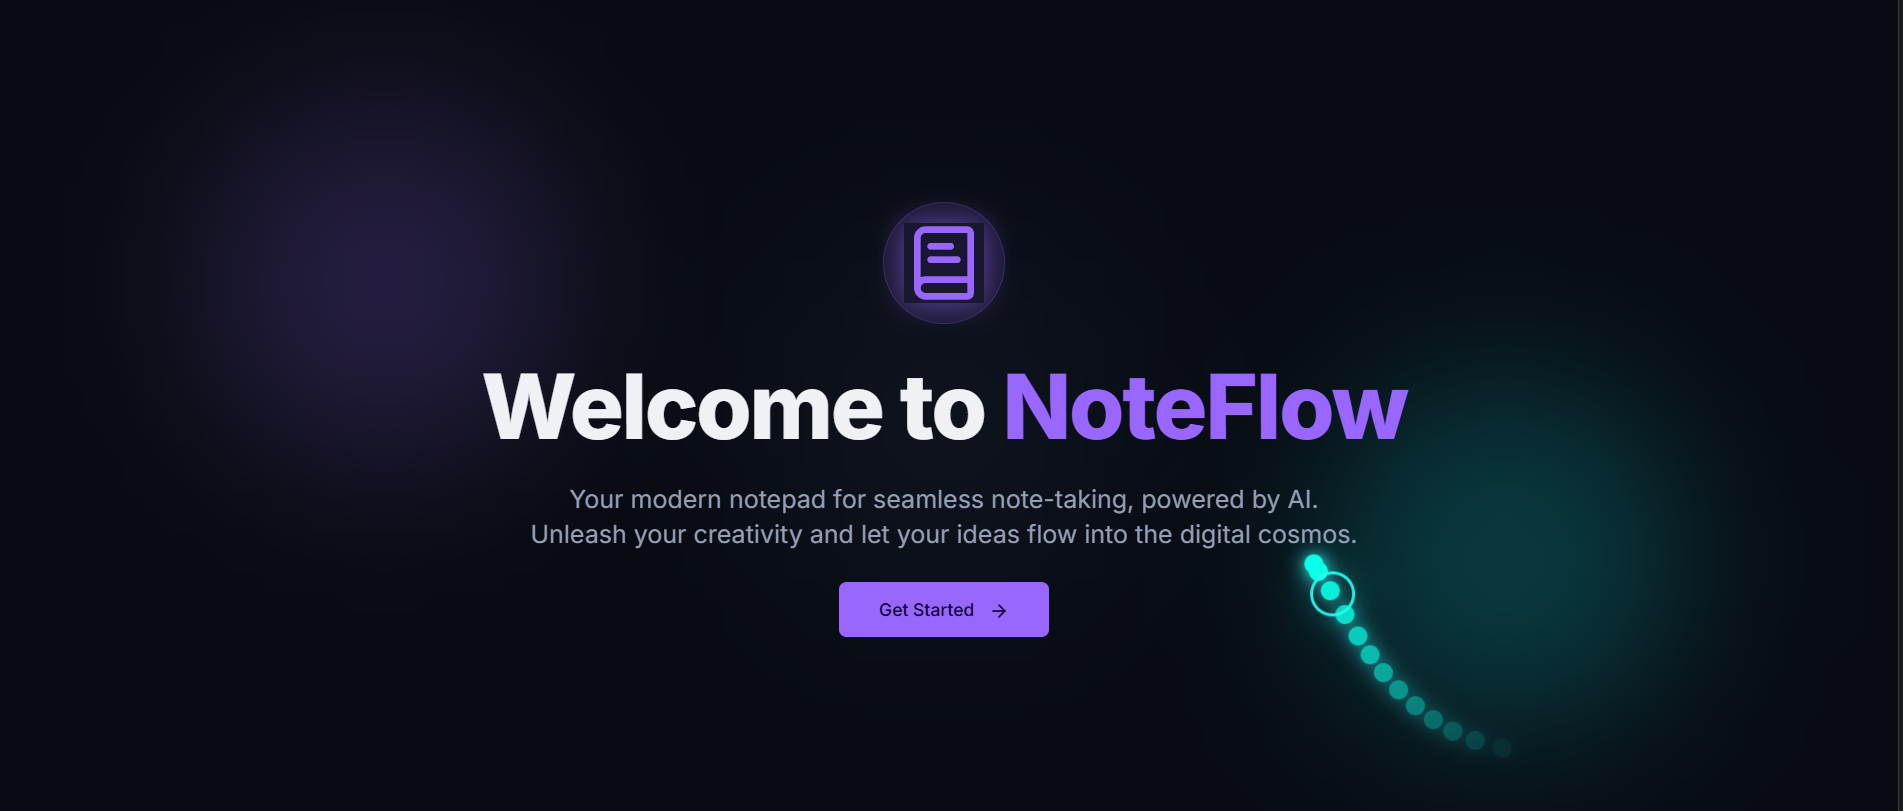 Welcome to NoteFlow
Your modern notepad for seamless note-taking, powered by AI.
Unleash your creativity and let your ideas flow into the digital cosmos.
Get Started